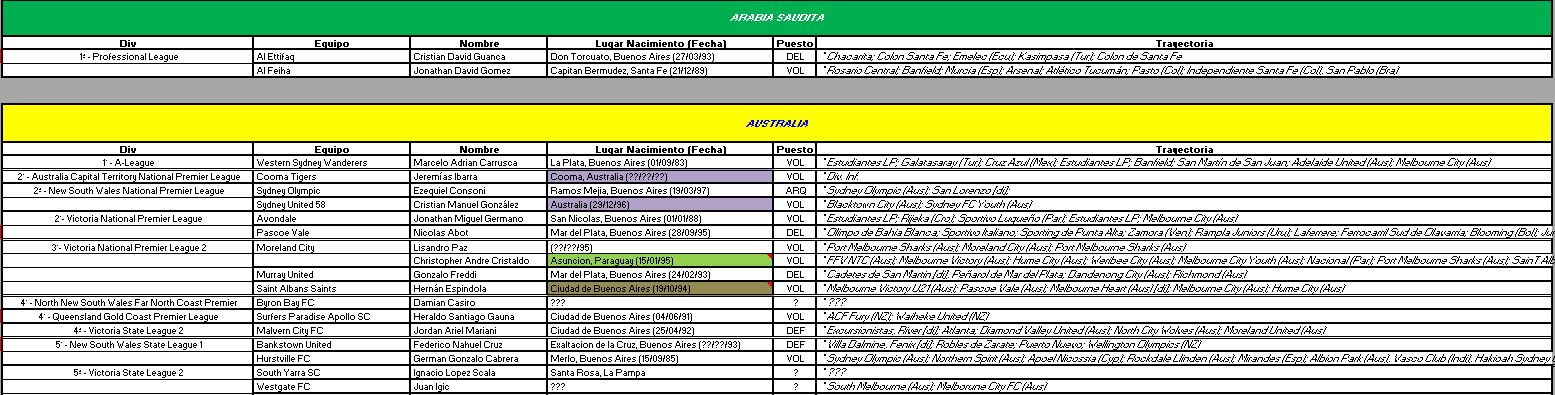 ARABIA SAUDITA
Div Equipo Nombre Lugar Nacimiento (Fecha) Puesto Trayectoria
1ª - Professional League Al Ettifaq Cristian David Guanca Don Torcuato, Buenos Aires (27/03/93) DEL * Chacarita; Colon Santa Fe; Emelec (Ecu); Kasimpasa (Tur); Colon de Santa Fe
Al Feiha Jonathan David Gomez Capitan Bermudez, Santa Fe (21/12/89) VOL * Rosario Central; Banfield; Murcia (Esp); Arsenal; Atlético Tucumán; Pasto (Col); Independiente Santa Fe (Col), San Pablo (Bra)
AUSTRALIA
Div Equipo Nombre Lugar Nacimiento (Fecha) Puesto Trayectoria
1ª - A-League Western Sydney Wanderers Marcelo Adrian Carrusca La Plata, Buenos Aires (01/09/83) VOL * Estudiantes LP; Galatasaray (Tur); Cruz Azul (Mex); Estudiantes LP; Banfield; San Martín de San Juan; Adelaide United (Aus); Melbourne City (Aus)
2ª - Australia Capital Territory National Premier League Cooma Tigers Jeremías Ibarra Cooma, Australia (??/??/??) VOL * Div. Inf.
2ª - New South Wales National Premier League Sydney Olympic Ezequiel Consoni Ramos Mejia, Buenos Aires (19/03/97) ARQ * Sydney Olympic (Aus); San Lorenzo [di];
Sydney United 58 Cristian Manuel González Australia (29/12/96) VOL * Blacktown City (Aus); Sydney FC Youth (Aus)
2ª - Victoria National Premier League Avondale Jonathan Miguel Germano San Nicolas, Buenos Aires (01/01/88) VOL * Estudiantes LP; Rijeka (Cro); Sportivo Luqueño (Par); Estudiantes LP; Melbourne City (Aus)
Pascoe Vale Nicolas Abot Mar del Plata, Buenos Aires (28/09/95) DEL * Olimpo de Bahia Blanca; Sportivo Italiano; Sporting de Punta Alta; Zamora (Ven); Rampla Juniors (Uru); Laferrere; Ferrocarril Sud de Olavarria; Blooming (Bol);
3ª - Victoria National Premier League 2 Moreland City Lisandro Paz (??/??/95) VOL * Port Melbourne Sharks (Aus); Moreland City (Aus); Port Melbourne Sharks (Aus)
Christopher Andre Cristaldo Asuncion, Paraguay (15/01/95) VOL * FFV NTC (Aus); Melbourne Victory (Aus); Hume City (Aus); Weribee City (Aus); Melbourne City Youth (Aus); Nacional (Par); Port Melbourne Sharks (Aus);
Murray United Gonzalo Freddi Mar del Plata, Buenos Aires (24/02/93) DEL * Cadetes de San Martin [di], Peñarol de Mar del Plata; Dandenong City (Aus); Richmond (Aus)
Saint Albans Saints Hernán Espindola Ciudad de Buenos Aires (19/10/94) VOL * Melbourne Victory U21 (Aus); Pascoe Vale (Aus); Melbourne Heart (Aus) [di]; Melbourne City (Aus); Hume City (Aus)
4ª - North New South Wales Far North Coast Premier Byron Bay FC Damian Casiro ??? ? * ???
4ª - Queensland Gold Coast Premier League Surfers Paradise Apollo SC Heraldo Santiago Gauna Ciudad de Buenos Aires (04/06/91) VOL * ACF Fury (NZ); Waiheke United (NZ)
4ª - Victoria State League 2 Malvern City FC Jordan Ariel Mariani Ciudad de Buenos Aires (25/04/92) DEF * Excursionistas, River [di]; Atlanta; Diamond Valley United (Aus); North City Wolves (Aus); Moreland United (Aus)
5ª - New South Wales State League 1 Bankstown United Federico Nahuel Cruz Exaltacion de la Cruz, Buenos Aires (??/??/93) DEF * Villa Dalmine, Fenix [di]; Robles de Zarate; Puerto Nuevo; Wellington Olympics (NZ)
Hurstville FC German Gonzalo Cabrera Merlo, Buenos Aires (15/09/85) VOL * Sydney Olympic (Aus); Northern Spirit (Aus); Apoel Nicossia (Cyp); Rockdale Llinden (Aus); Mirandes (Esp); Albion Park (Aus), Vasco Club (Indi), Hakioah Sydney
5ª - Victoria State League 2 South Yarra SC Ignacio Lopez Scala Santa Rosa, La Pampa ? * ???
Westgate FC Juan Igic ??? ? * South Melbourne (Aus); Melborurne City FC (Aus)